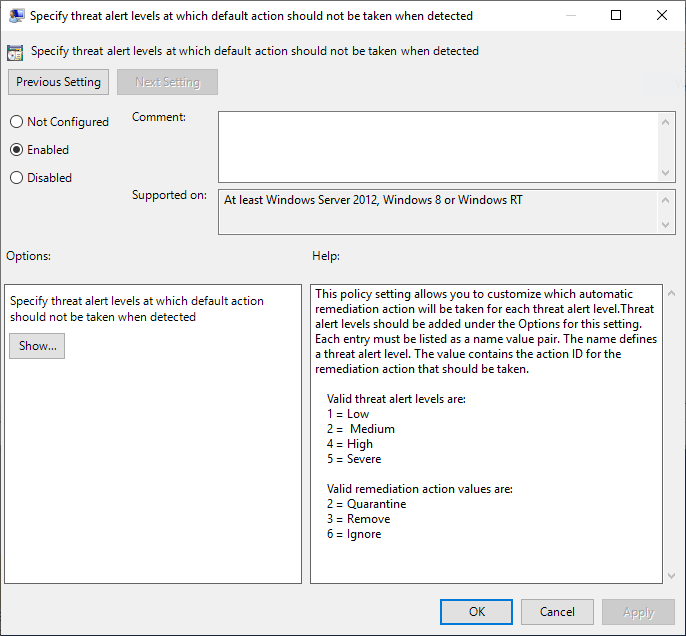 Specify threat alert levels at which default action should not be taken when detected
Specify threat alert levels at which default action should not be taken when detected
Previous Setting
Next Setting
Not Configured
Comment:
Enabled
Disabled
Supported on:
At least Windows Server 2012, Windows 8 or Windows RT
Options:
Help:
Specify threat alert levels at which default action
should not be taken when detected
Show...
This policy setting allows you to customize which automatic
remediation action will be taken for each threat alert level.Threat
alert levels should be added under the Options for this setting.
Each entry must be listed as a name value pair. The name defines
a threat alert level. The value contains the action ID for the
remediation action that should be taken.
Valid threat alert levels are:
1 = Low
2 =  Medium
4 = High
5 = Severe
Valid remediation action values are:
2 = Quarantine
3 = Remove
6 = Ignore
OK
Cancel
Apply